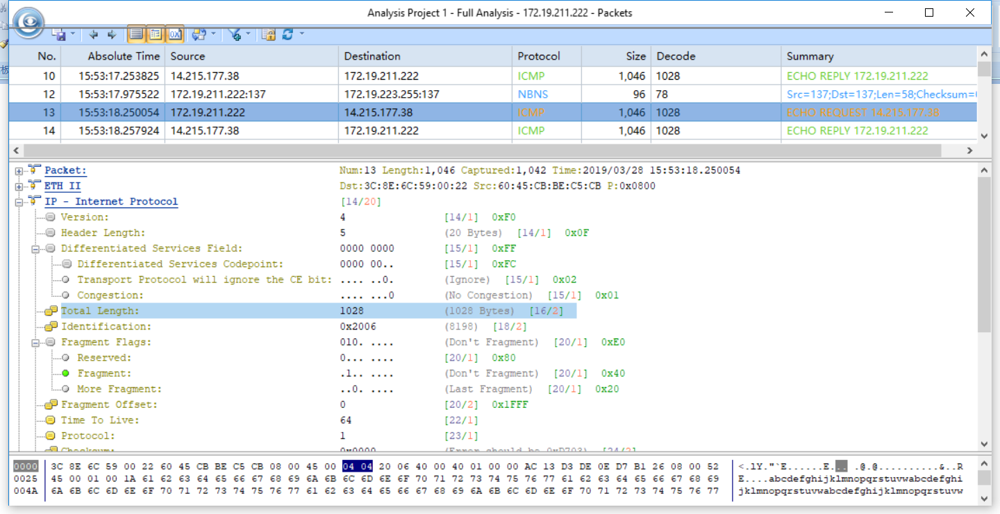 Analysis Project 1 - Full Analysis - 172.19.211.222 - Packets
No. Absolute Time Source Destination Protocol Size Decode Summary
10 15:53:17.253825 14.215.177.38 172.19.211.222 ICMP 1,046 1028 ECHO REPLY 172.19.211.222
12 15:53:17.975522 172.19.211.222:137 172.19.223.255:137 NBNS 96 78 Src=137;Dst=137;Len=58;Checksum=
13 15:53:18.250054 172.19.211.222 14.215.177.38 ICMP 1,046 1028 ECHO REQUEST 14.215.177.38
14 15:53:18.257924 14.215.177.38 172.19.211.222 ICMP 1,046 1028 ECHO REPLY 172.19.211.222
Packet: Num:13 Length:1,046 Captured:1,042 Time:2019/03/28 15:53:18.250054
ETH II Dst:3C:8E:6C:59:00:22 Src:60:45:CB:BE:C5:CB P:0x0800
IP - Internet Protocol [14/20]
Version: 4 [14/1] 0xF0
Header Length: 5 (20 Bytes) [14/1] 0x0F
Differentiated Services Field: 0000 0000 [15/1] 0xFF
Differentiated Services Codepoint: 0000 00.. [15/1] 0xFC
Transport Protocol will ignore the CE bit: .... ..0. (Ignore) [15/1] 0x02
Congestion: .... ...0 (No Congestion) [15/1] 0x01
Total Length: 1028 (1028 Bytes) [16/2]
Identification: 0x2006 (8198) [18/2]
Fragment Flags: 010. .... (Don't Fragment) [20/1] 0xE0
Reserved: 0... .... [20/1] 0x80
Fragment: .1.. .... (Don't Fragment) [20/1] 0x40
More Fragment: ..0. .... (Last Fragment) [20/1] 0x20
Fragment Offset: 0 [20/2] 0x1FFF
Time To Live: 64 [22/1]
Protocol: 1 [23/1]
Checksum: 0x0000 (Error should be 0xD703) [24/2]
0000 3C 8E 6C 59 00 22 60 45 CB BE C5 CB 08 00 45 00 04 04 20 06 40 00 40 01 00 00 AC 13 D3 DE 0E D7 B1 26 08 00 52 <.lY."`E......E... .@.@..........&..R
0025 45 00 01 00 1A 61 62 63 64 65 66 67 68 69 6A 6B 6C 6D 6E 6F 70 71 72 73 74 75 76 77 61 62 63 64 65 66 67 68 69 E....abcdefghijklmnopqrstuvwabcdefghi
004A 6A 6B 6C 6D 6E 6F 70 71 72 73 74 75 76 77 61 62 63 64 65 66 67 68 69 6A 6B 6C 6D 6E 6F 70 71 72 73 74 75 76 77 jklmnopqrstuvwabcdefghijklmnopqrstuvw